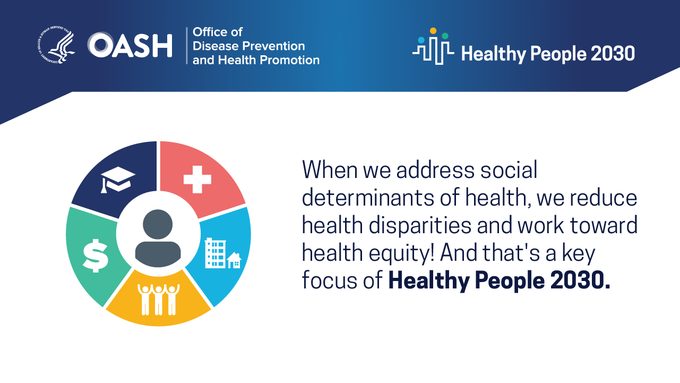 OASH
Office of
Disease Prevention
and Health Promotion
Healthy People 2030
When we address social
determinants of health, we reduce
health disparities and work toward
health equity! And that's a key
focus of Healthy People 2030.
$